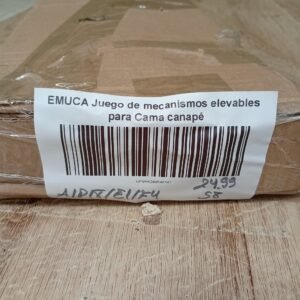 EMUCA Juego de mecanismos elevables
para Cama canapé
24.99